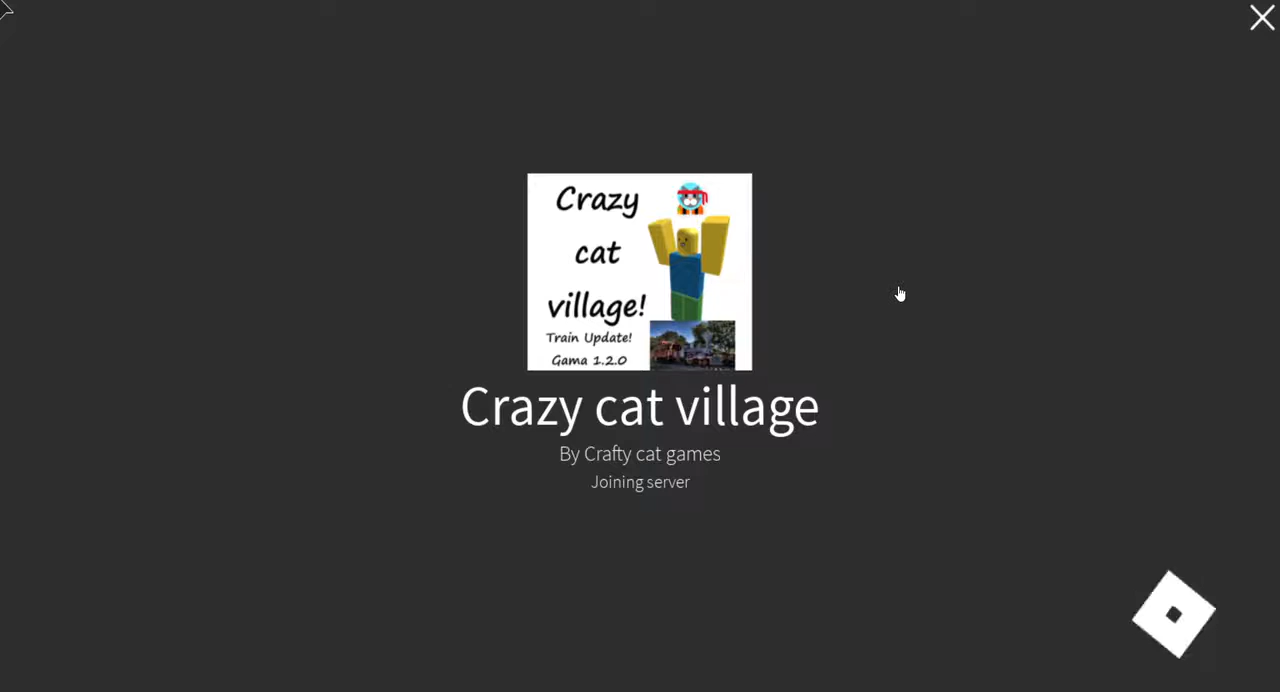 Crazy
cat
village!
Train Update!
Gama 1.2.0
Crazy cat village
By Crafty cat games
Joining server